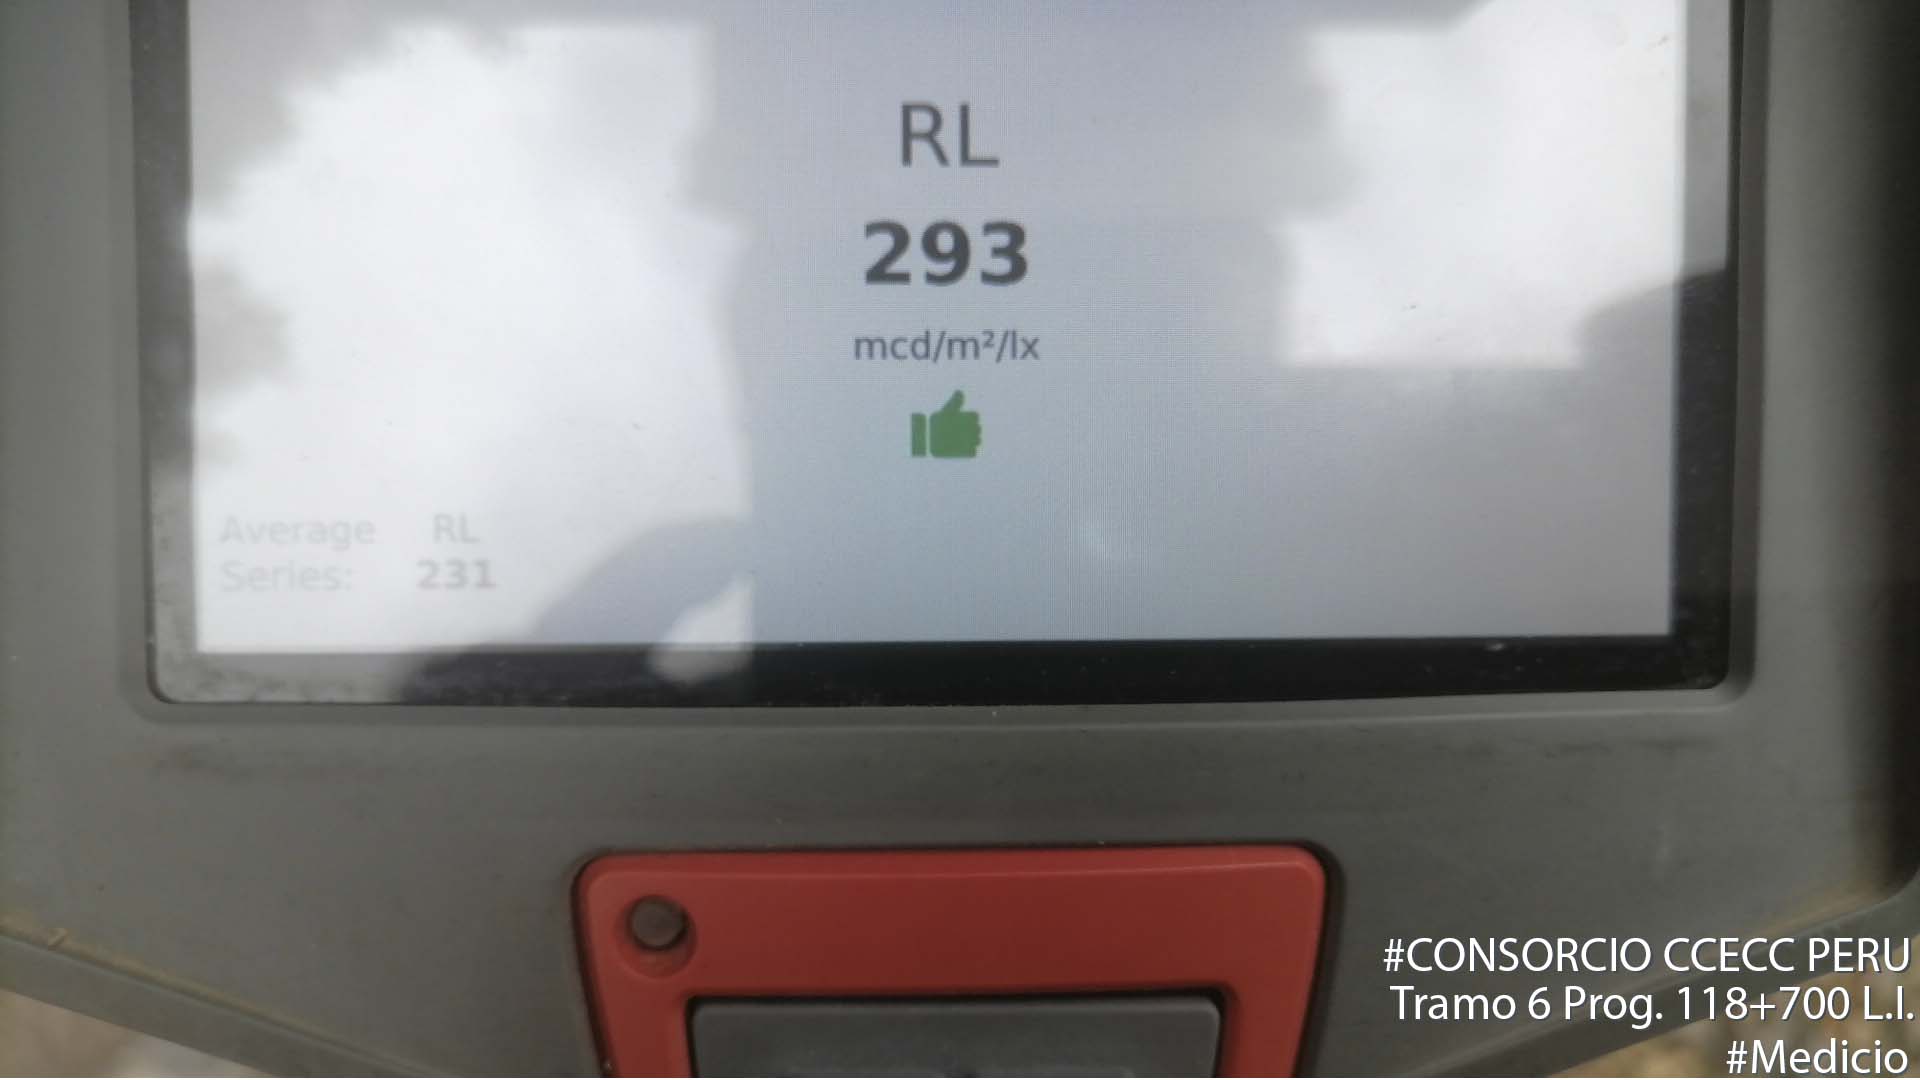 RL
293
mcd/m²/lx
Average RL
Series: 231
#CONSORCIO CCECC PERU
Tramo 6 Prog. 118+700 L.I.
#Medicio